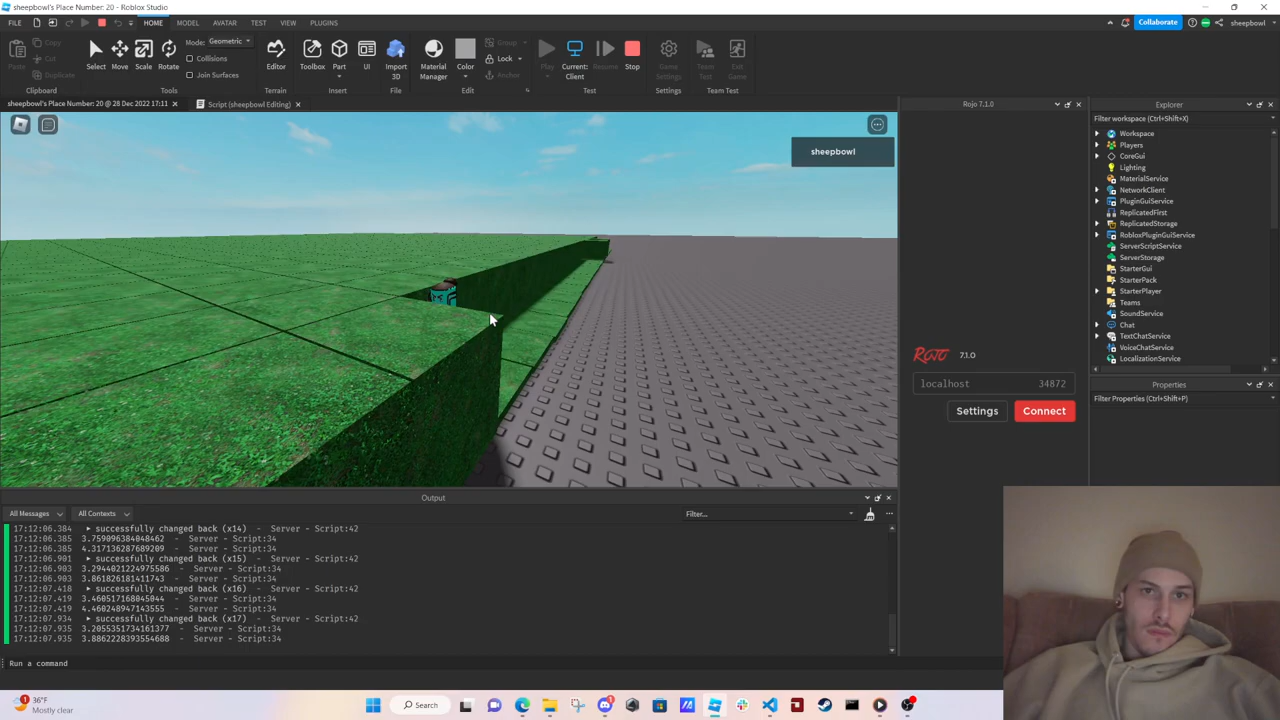 sheepbowl's Place Number: 20 - Roblox Studio
FILE
HOME MODEL AVATAR TEST VIEW PLUGINS
Collaborate
sheepbowl
Paste
Copy
Cut
Duplicate
Clipboard
Select Move Scale Rotate
Mode: Geometric
Collisions
Join Surfaces
Tools
Editor
Terrain
Toolbox Part UI
Insert
Import
3D
File
Material
Manager
Color
Group
Lock
Anchor
Edit
Play
Current:
Client
Resume
Stop
Test
Game
Settings
Settings
Team
Test
Exit
Game
Team Test
sheepbowl's Place Number: 20 @ 28 Dec 2022 17:11
Script (sheepbowl Editing)
sheepbowl
Rojo 7.1.0
ROJO 7.1.0
localhost 34872
Settings
Connect
Explorer
Filter workspace (Ctrl+Shift+X)
Workspace
Players
CoreGui
Lighting
MaterialService
NetworkClient
PluginGuiService
ReplicatedFirst
ReplicatedStorage
RobloxPluginGuiService
ServerScriptService
ServerStorage
StarterGui
StarterPack
StarterPlayer
Teams
SoundService
Chat
TextChatService
VoiceChatService
LocalizationService
Properties
Filter Properties (Ctrl+Shift+P)
Output
All Messages
All Contexts
Filter...
17:12:06.384 successfully changed back (x14) - Server - Script:42
17:12:06.385 3.759096384048462 - Server - Script:34
17:12:06.385 4.317136287689209 - Server - Script:34
17:12:06.901 successfully changed back (x15) - Server - Script:42
17:12:06.903 3.2944021224975586 - Server - Script:34
17:12:06.903 3.861826181411743 - Server - Script:34
17:12:07.418 successfully changed back (x16) - Server - Script:42
17:12:07.419 3.460517168045044 - Server - Script:34
17:12:07.419 4.460248947143555 - Server - Script:34
17:12:07.934 successfully changed back (x17) - Server - Script:42
17:12:07.935 3.2055351734161377 - Server - Script:34
17:12:07.935 3.8862228393554688 - Server - Script:34
Run a command
36°F
Mostly clear
Search